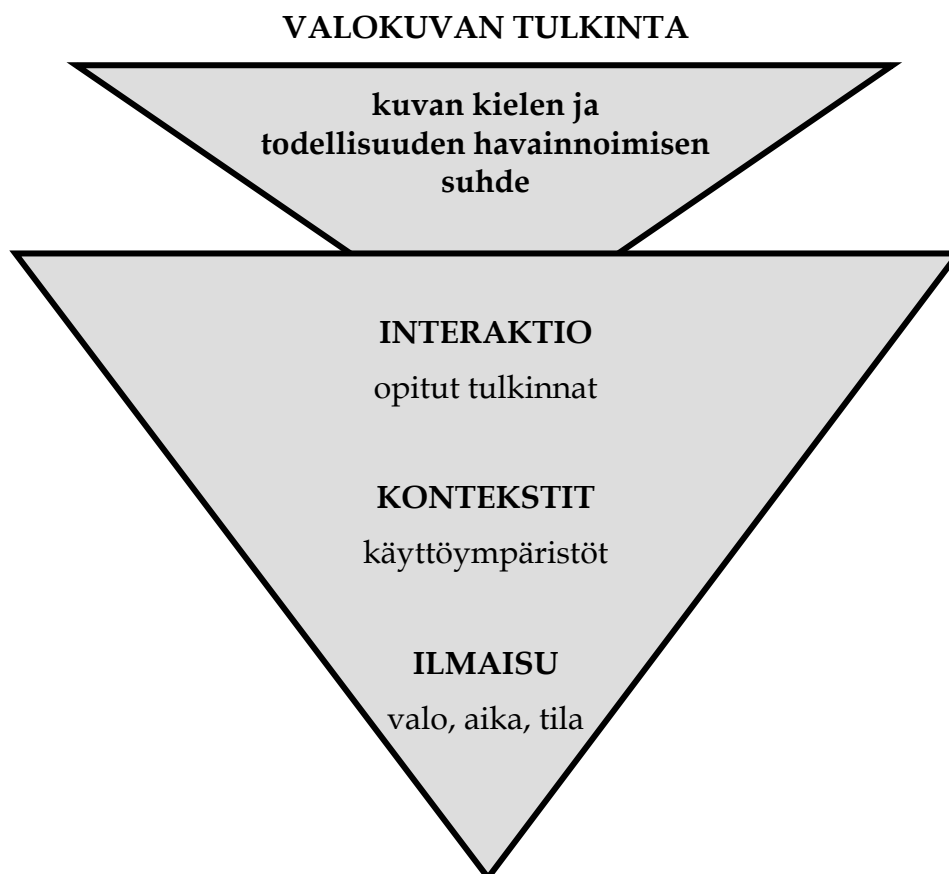 VALOKUVAN TULKINTA
kuvan kielen ja
todellisuuden havainnoimisen
suhde
INTERAKTIO
opitut tulkinnat
KONTEKSTIT
käyttöympäristöt
ILMAISU
valo, aika, tila